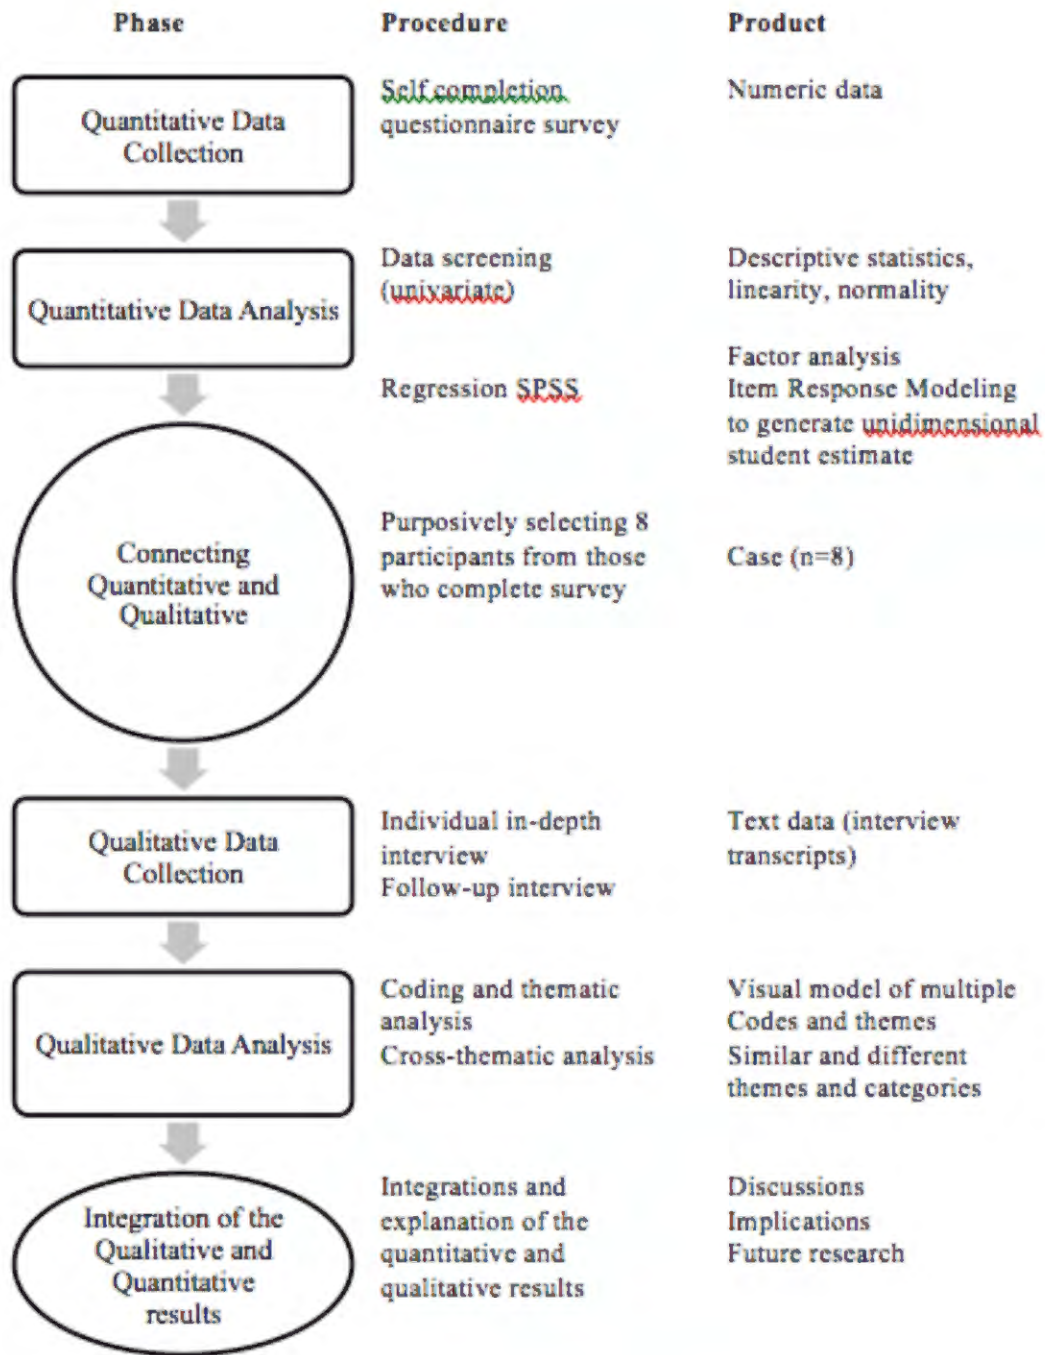 Phase Procedure Product
Quantitative Data
Collection
Self completion
questionnaire survey
Numeric data
Quantitative Data Analysis
Data screening
(univariate)
Regression SPSS
Descriptive statistics,
linearity, normality
Factor analysis
Item Response Modeling
to generate unidimensional
student estimate
Connecting
Quantitative and
Qualitative
Purposively selecting 8
participants from those
who complete survey
Case (n=8)
Qualitative Data
Collection
Individual in-depth
interview
Follow-up interview
Text data (interview
transcripts)
Qualitative Data Analysis
Coding and thematic
analysis
Cross-thematic analysis
Visual model of multiple
Codes and themes
Similar and different
themes and categories
Integration of the
Qualitative and
Quantitative
results
Integrations and
explanation of the
quantitative and
qualitative results
Discussions
Implications
Future research